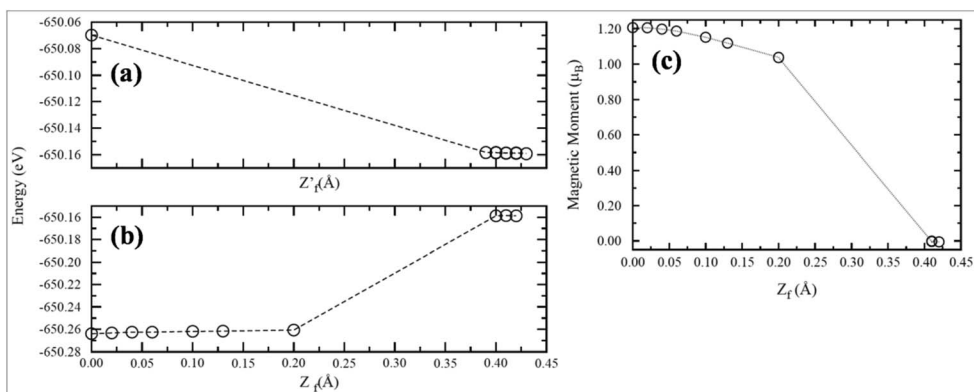 -650.06
-650.08
-650.10
-650.12
-650.14
-650.16
(a)
Z'f(Å)
Energy (eV)
-650.16
-650.18
-650.20
-650.22
-650.24
-650.26
-650.28
(b)
0.00 0.05 0.10 0.15 0.20 0.25 0.30 0.35 0.40 0.45
Z f(Å)
1.20
1.00
0.80
0.60
0.40
0.20
0.00
(c)
Magnetic Moment (μB)
0.00 0.05 0.10 0.15 0.20 0.25 0.30 0.35 0.40 0.45
Zf (Å)